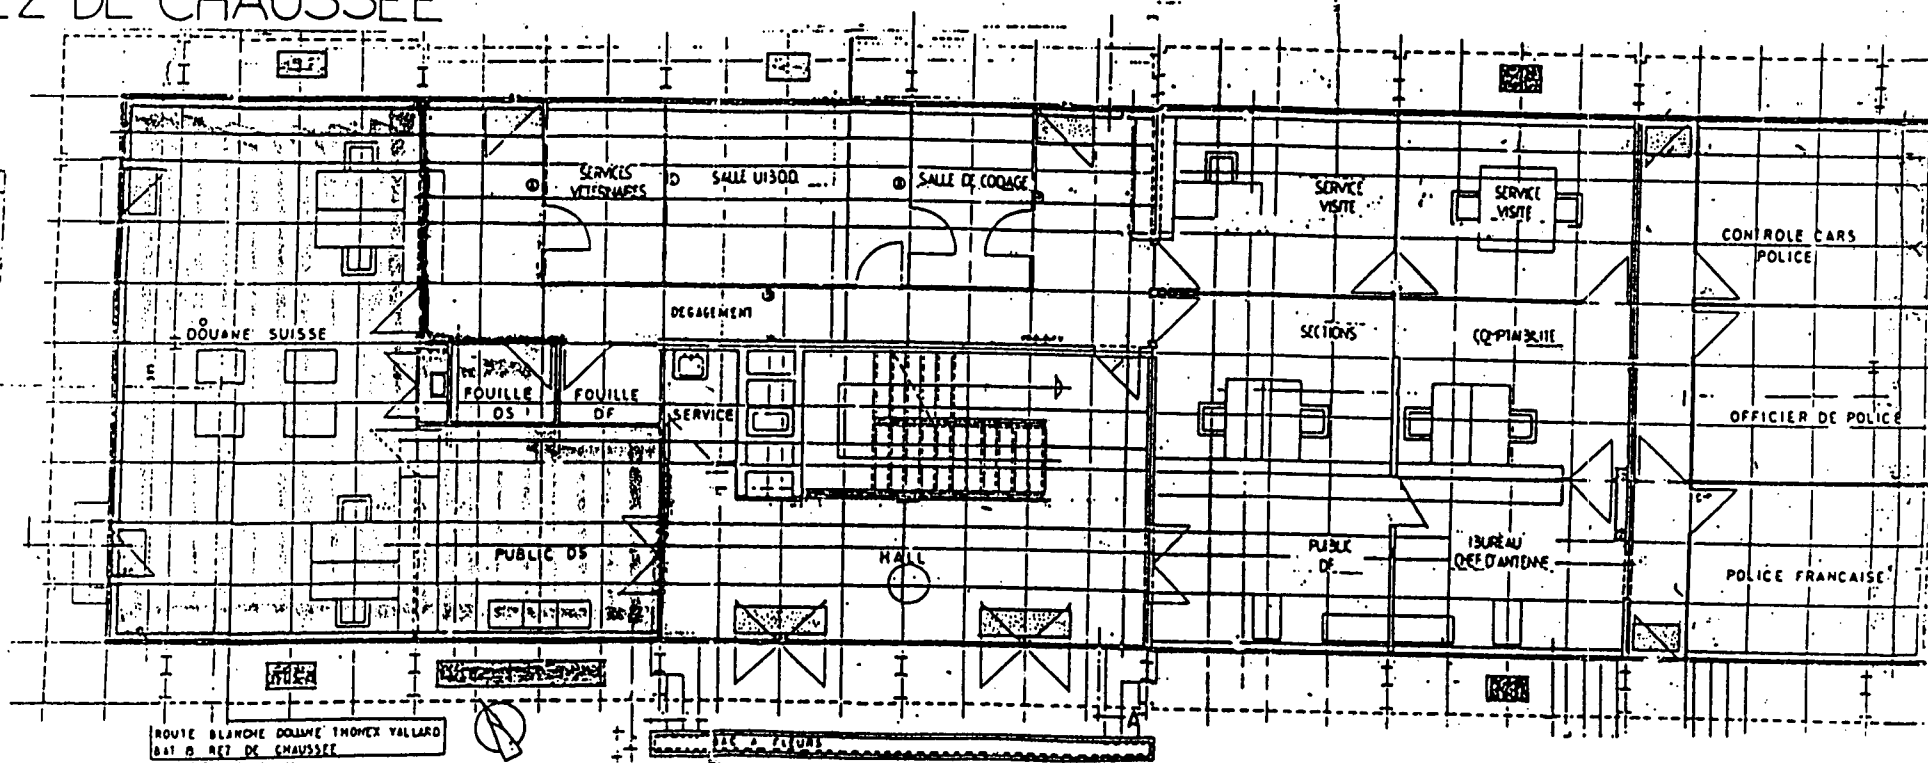 EZ DE CHAUSSEE
SERVICES
VETERINAIRES
SALLE U1300
SALLE DE CODAGE
SERVICE
VISITE
SERVICE
VISITE
CONTROLE CARS
POLICE
DEGAGEMENT
DOUANE SUISSE
SECTIONS
COMPTABILITE
FOUILLE
DS
FOUILLE
DF
SERVICE
OFFICIER DE POLICE
PUBLIC DS
HALL
PUBLIC
DF
BUREAU
CHEF D'ANTENNE
POLICE FRANCAISE
A
ROUTE BLANCHE DOUANE THONEX VALLARD
BAT B REZ DE CHAUSSEE
BAC A FLEURS